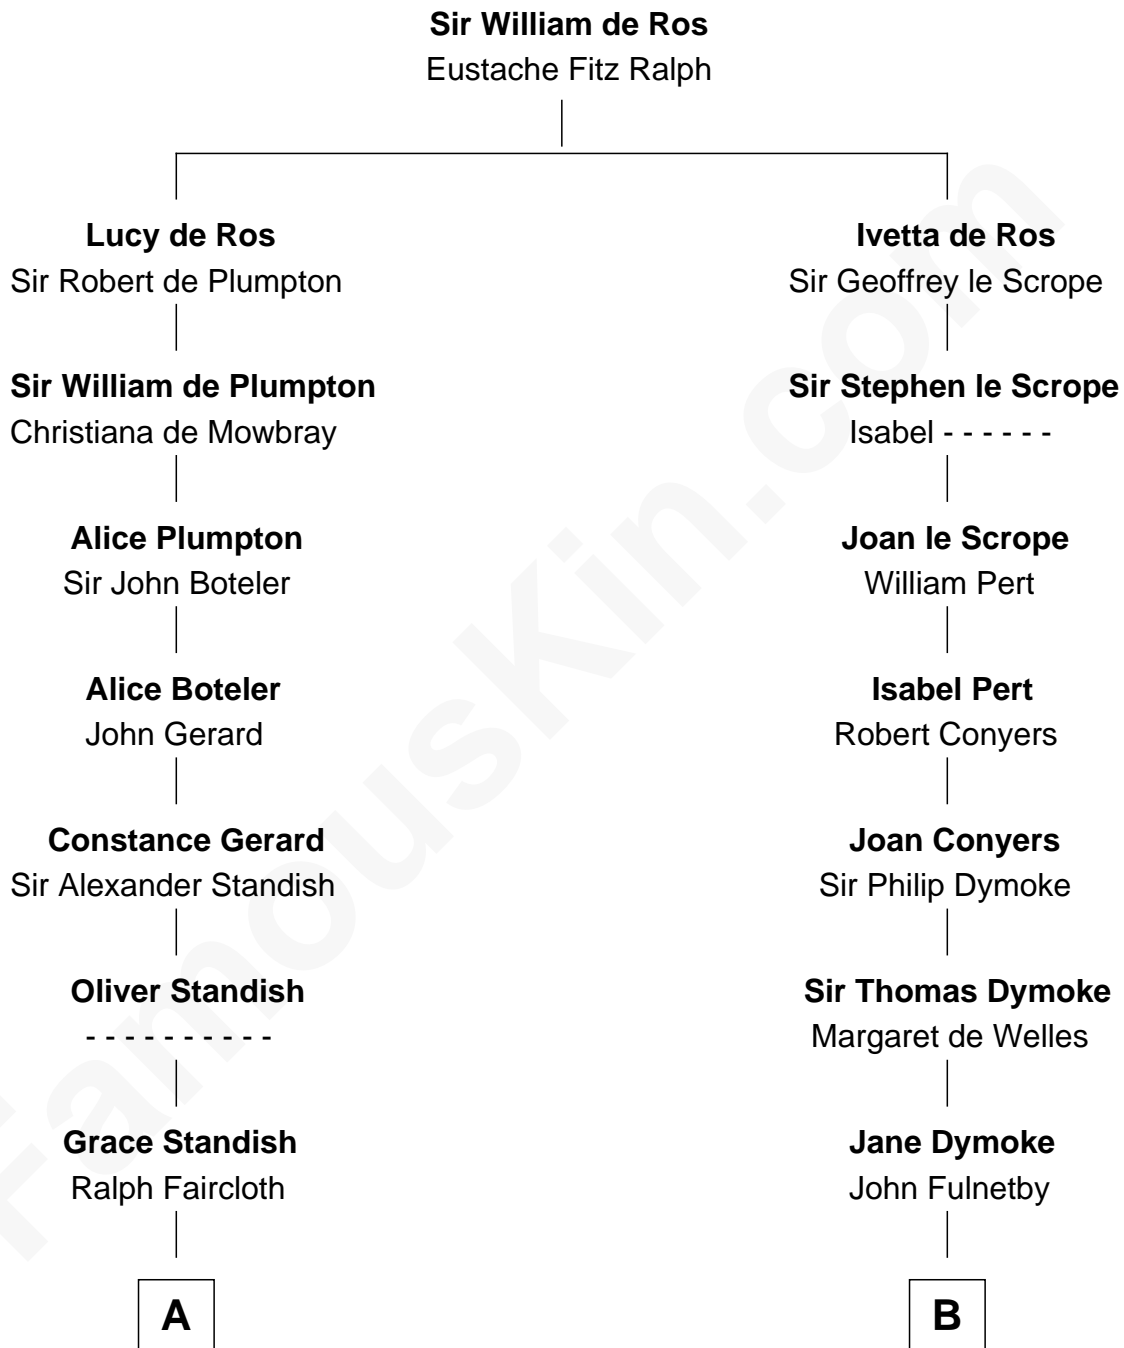 Sir William de Ros
Eustache Fitz Ralph
Lucy de Ros
Sir Robert de Plumpton
Ivetta de Ros
Sir Geoffrey le Scrope
Sir William de Plumpton
Christiana de Mowbray
Sir Stephen le Scrope
Isabel - - - - - -
Alice Plumpton
Sir John Boteler
Joan le Scrope
William Pert
Alice Boteler
John Gerard
Isabel Pert
Robert Conyers
Constance Gerard
Sir Alexander Standish
Joan Conyers
Sir Philip Dymoke
Oliver Standish
- - - - - - - - - -
Sir Thomas Dymoke
Margaret de Welles
Grace Standish
Ralph Faircloth
Jane Dymoke
John Fulnetby
A
B
FamousKin.com